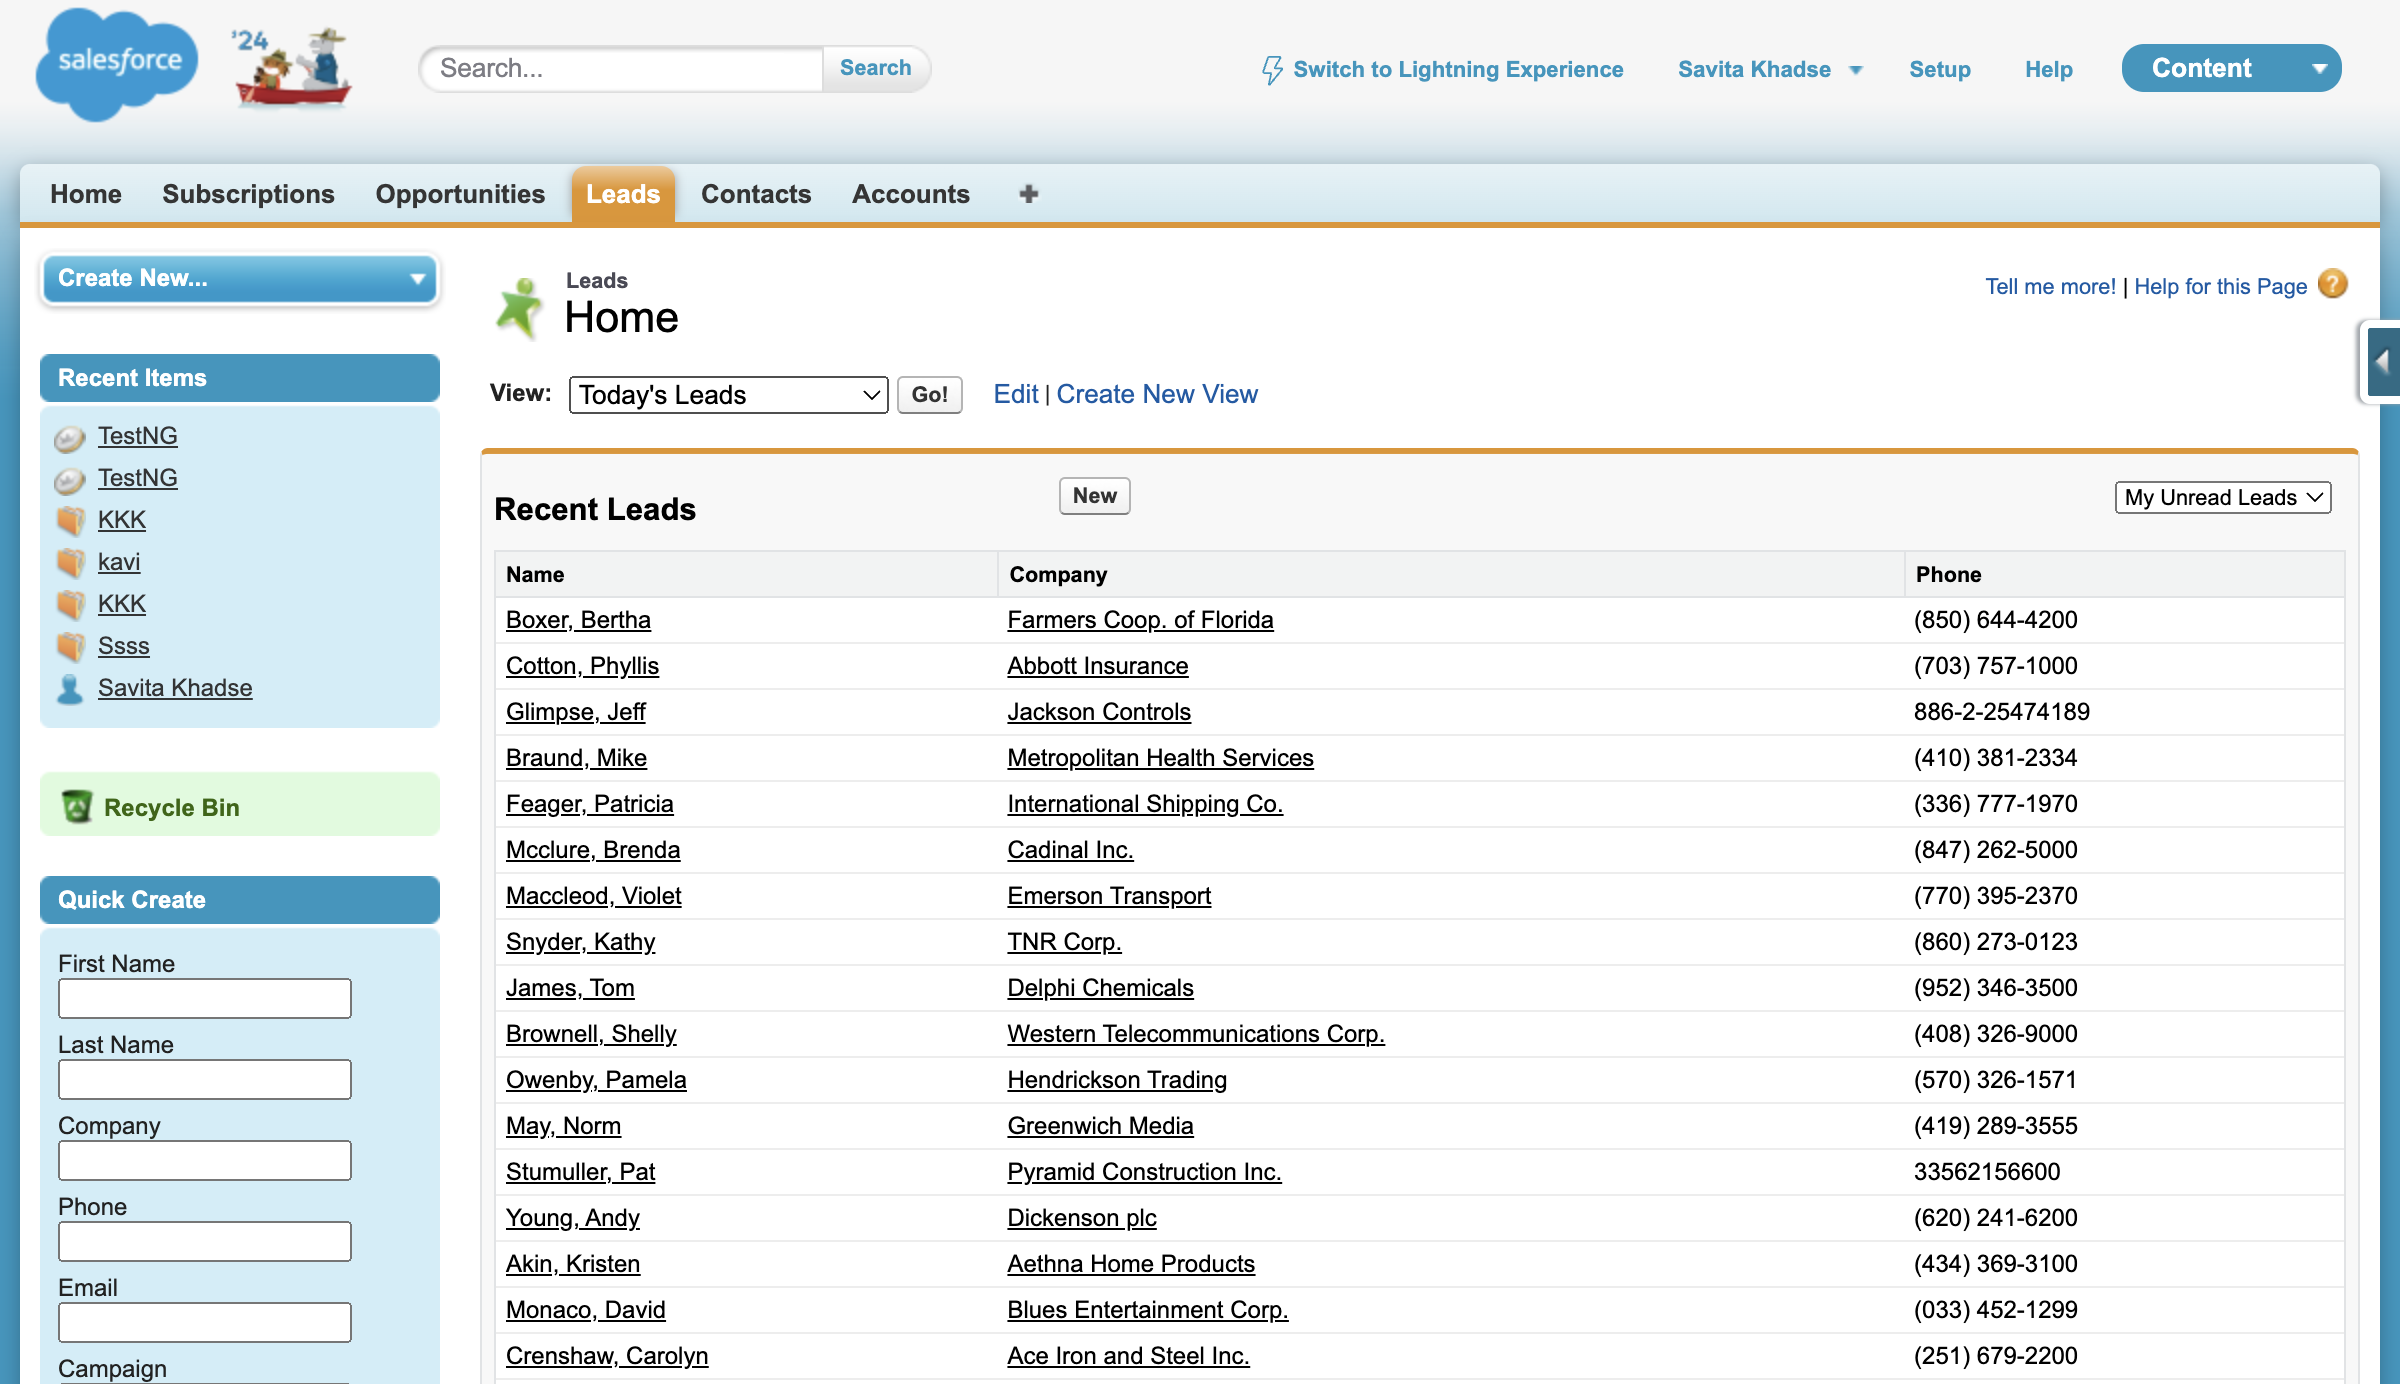 salesforce
'24
Search...
Search
Switch to Lightning Experience
Savita Khadse
Setup
Help
Content
Home
Subscriptions
Opportunities
Leads
Contacts
Accounts
+
Create New...
Recent Items
TestNG
TestNG
KKK
kavi
KKK
Ssss
Savita Khadse
Recycle Bin
Quick Create
First Name
Last Name
Company
Phone
Email
Campaign
Leads
Home
Tell me more! | Help for this Page ?
View: Today's Leads Go! Edit | Create New View
Recent Leads New My Unread Leads
Name Company Phone
Boxer, Bertha Farmers Coop. of Florida (850) 644-4200
Cotton, Phyllis Abbott Insurance (703) 757-1000
Glimpse, Jeff Jackson Controls 886-2-25474189
Braund, Mike Metropolitan Health Services (410) 381-2334
Feager, Patricia International Shipping Co. (336) 777-1970
Mcclure, Brenda Cadinal Inc. (847) 262-5000
Maccleod, Violet Emerson Transport (770) 395-2370
Snyder, Kathy TNR Corp. (860) 273-0123
James, Tom Delphi Chemicals (952) 346-3500
Brownell, Shelly Western Telecommunications Corp. (408) 326-9000
Owenby, Pamela Hendrickson Trading (570) 326-1571
May, Norm Greenwich Media (419) 289-3555
Stumuller, Pat Pyramid Construction Inc. 33562156600
Young, Andy Dickenson plc (620) 241-6200
Akin, Kristen Aethna Home Products (434) 369-3100
Monaco, David Blues Entertainment Corp. (033) 452-1299
Crenshaw, Carolyn Ace Iron and Steel Inc. (251) 679-2200